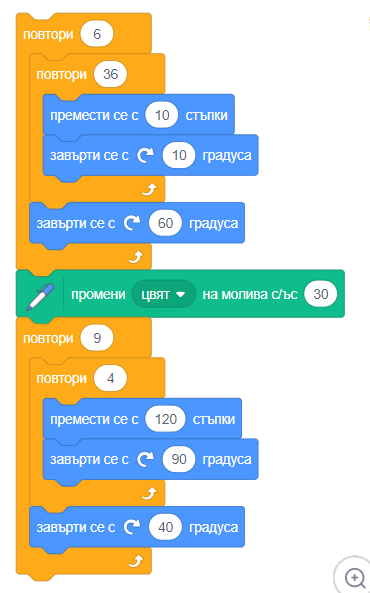 повтори 6
повтори 36
премести се с 10 стъпки
завърти се с 10 градуса
завърти се с 60 градуса
промени цвят на молива с/ъс 30
повтори 9
повтори 4
премести се с 120 стъпки
завърти се с 90 градуса
завърти се с 40 градуса